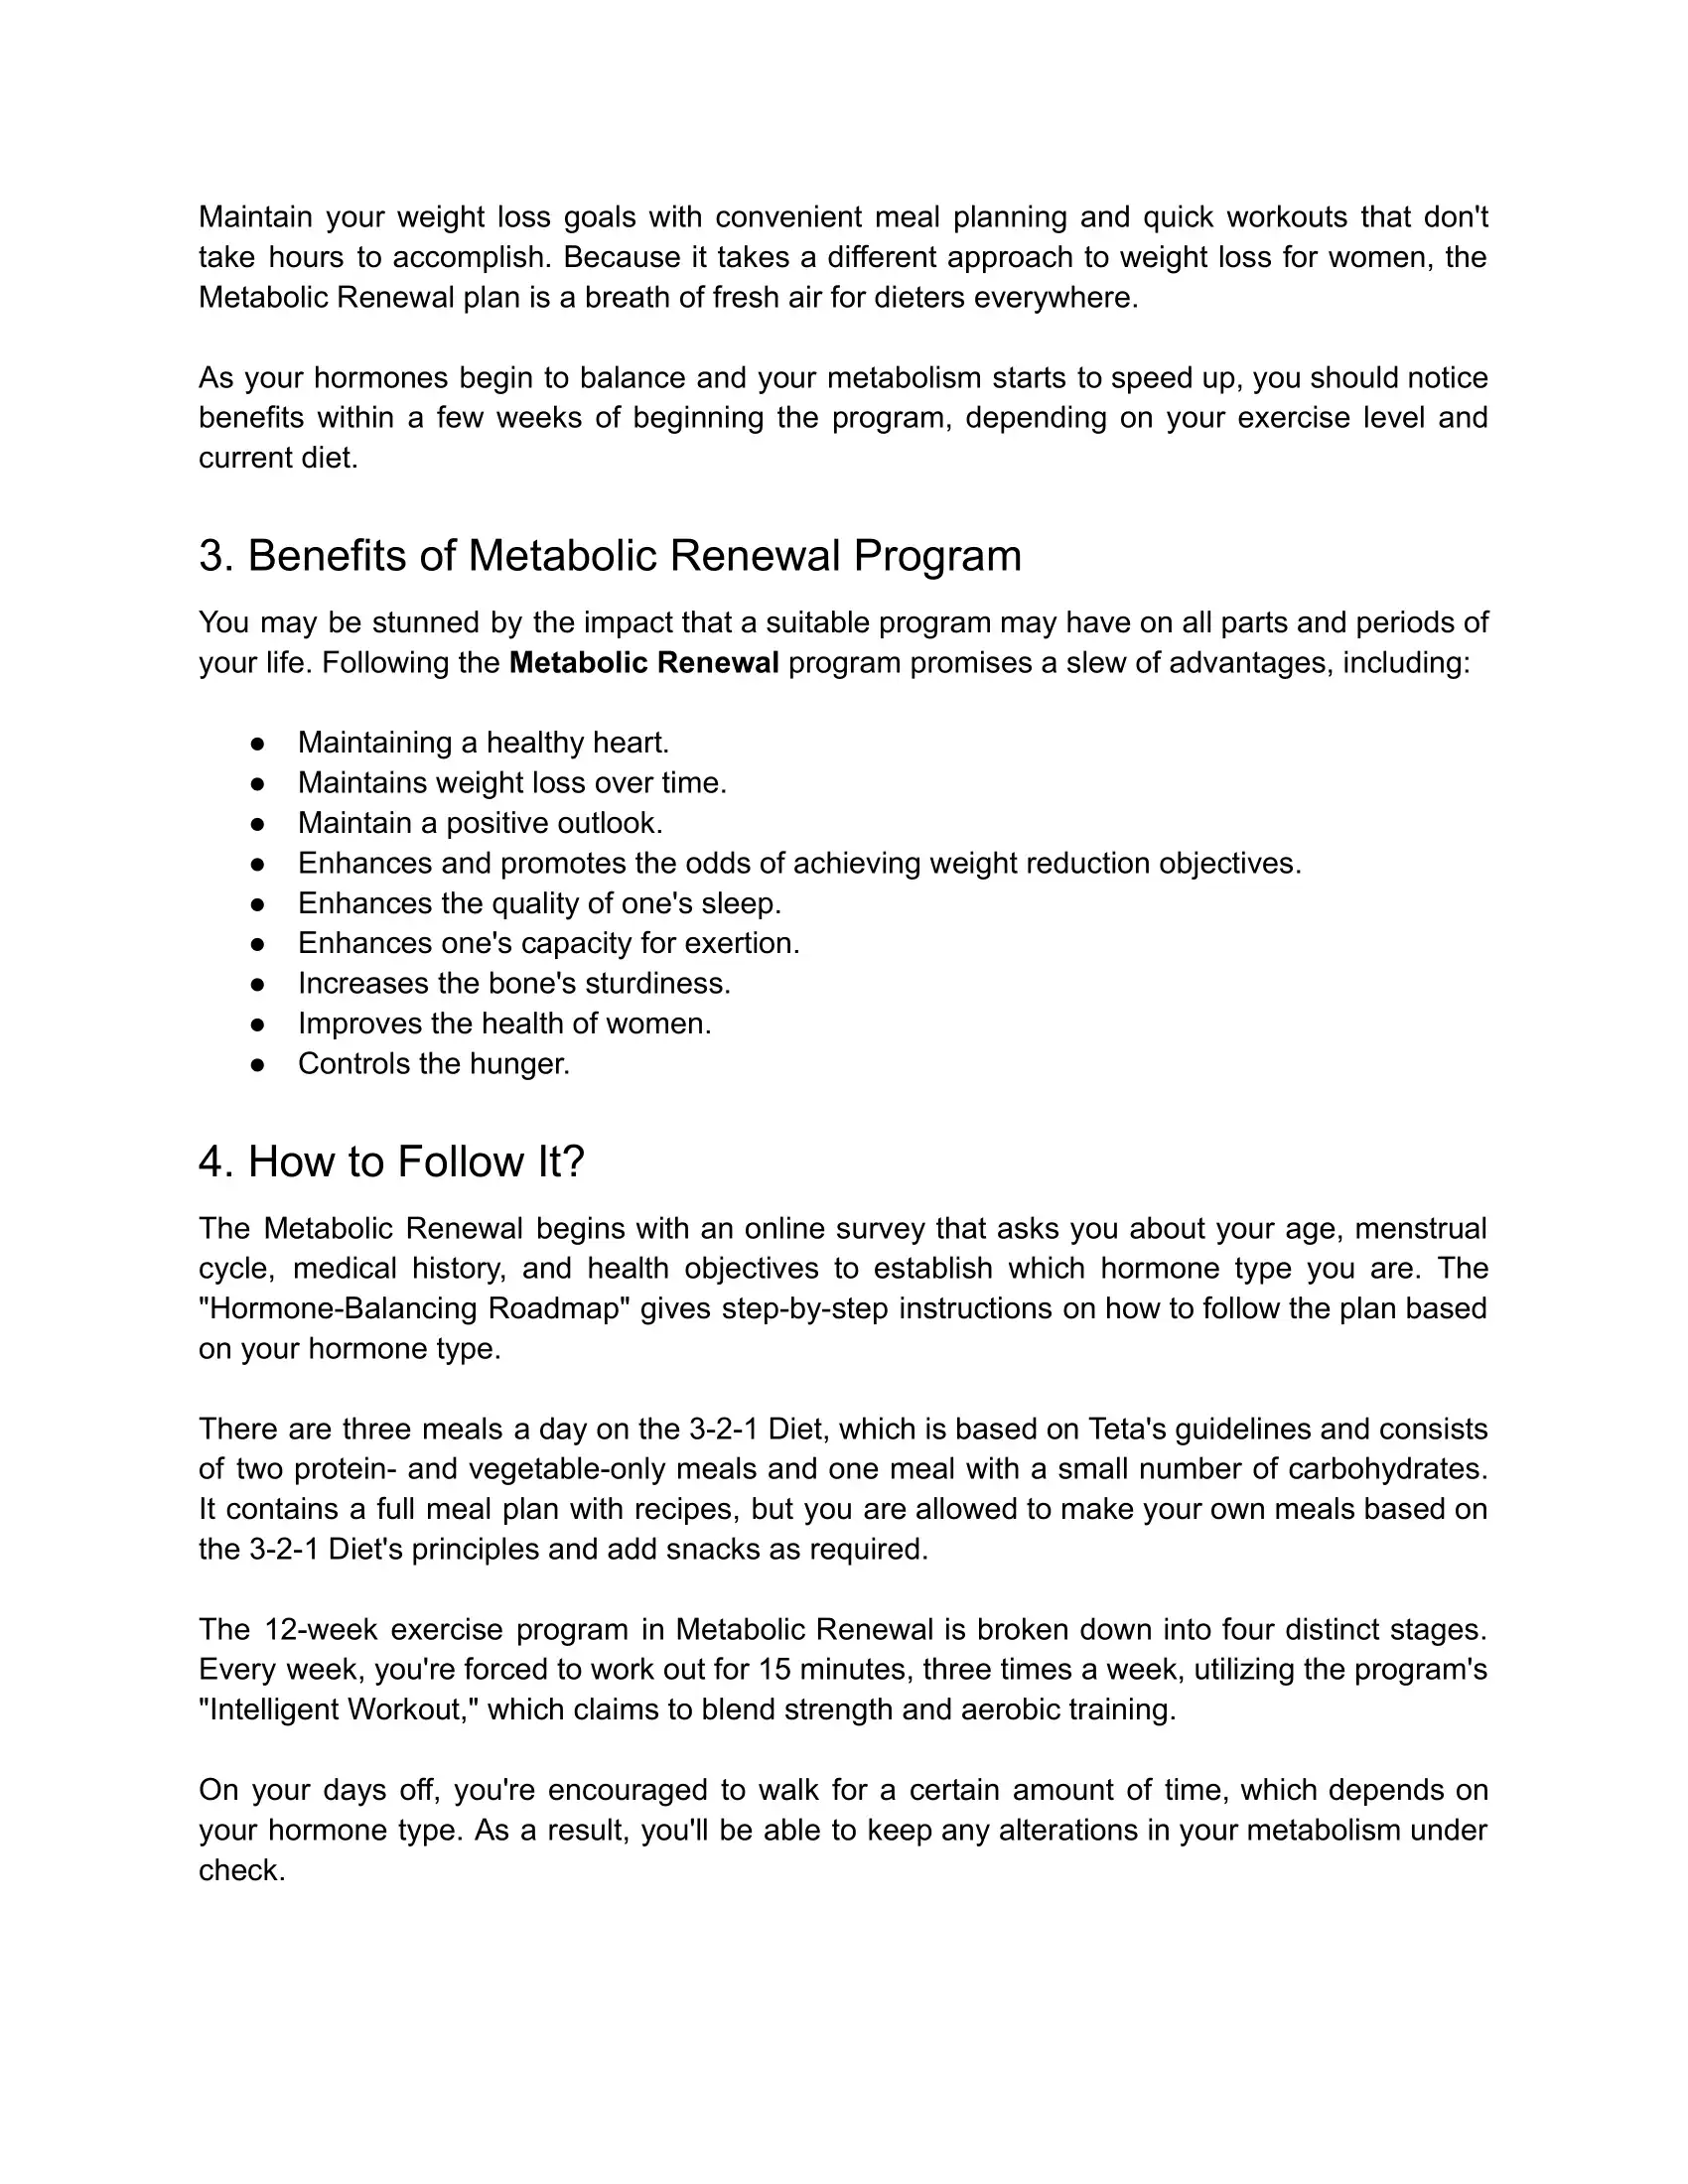 Maintain your weight loss goals with convenient meal planning and quick workouts that don't
take hours to accomplish. Because it takes a different approach to weight loss for women, the
Metabolic Renewal plan is a breath of fresh air for dieters everywhere.
As your hormones begin to balance and your metabolism starts to speed up, you should notice
benefits within a few weeks of beginning the program, depending on your exercise level and
current diet.
3. Benefits of Metabolic Renewal Program
You may be stunned by the impact that a suitable program may have on all parts and periods of
your life. Following the Metabolic Renewal program promises a slew of advantages, including:
● Maintaining a healthy heart.
● Maintains weight loss over time.
● Maintain a positive outlook.
● Enhances and promotes the odds of achieving weight reduction objectives.
● Enhances the quality of one's sleep.
● Enhances one's capacity for exertion.
● Increases the bone's sturdiness.
● Improves the health of women.
● Controls the hunger.
4. How to Follow It?
The Metabolic Renewal begins with an online survey that asks you about your age, menstrual
cycle, medical history, and health objectives to establish which hormone type you are. The
"Hormone-Balancing Roadmap" gives step-by-step instructions on how to follow the plan based
on your hormone type.
There are three meals a day on the 3-2-1 Diet, which is based on Teta's guidelines and consists
of two protein- and vegetable-only meals and one meal with a small number of carbohydrates.
It contains a full meal plan with recipes, but you are allowed to make your own meals based on
the 3-2-1 Diet's principles and add snacks as required.
The 12-week exercise program in Metabolic Renewal is broken down into four distinct stages.
Every week, you're forced to work out for 15 minutes, three times a week, utilizing the program's
"Intelligent Workout," which claims to blend strength and aerobic training.
On your days off, you're encouraged to walk for a certain amount of time, which depends on
your hormone type. As a result, you'll be able to keep any alterations in your metabolism under
check.